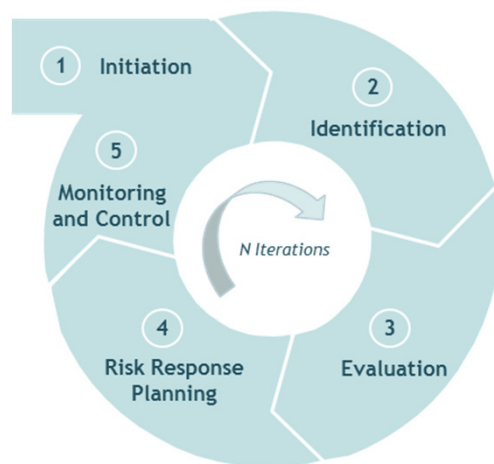 1 Initiation
2
Identification
3
Evaluation
4
Risk Response
Planning
5
Monitoring
and Control
N Iterations